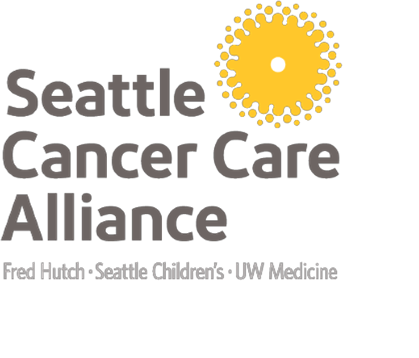 Seattle
Cancer Care
Alliance
Fred Hutch · Seattle Children's · UW Medicine